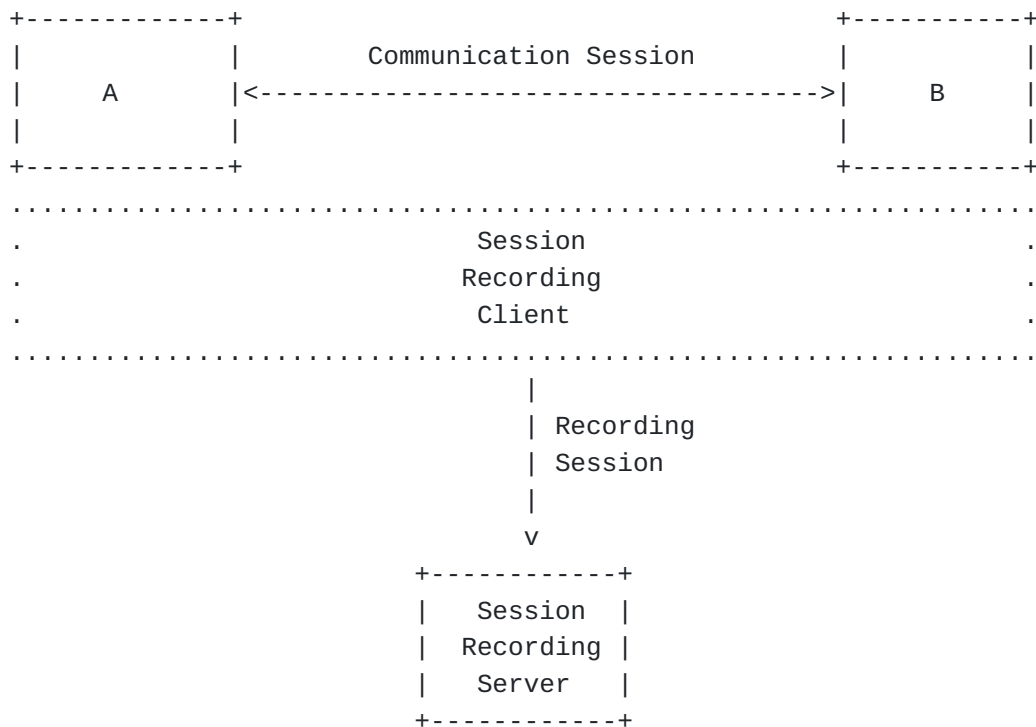 Communication Session
A B
Session
Recording
Client
Recording
Session
v
Session
Recording
Server